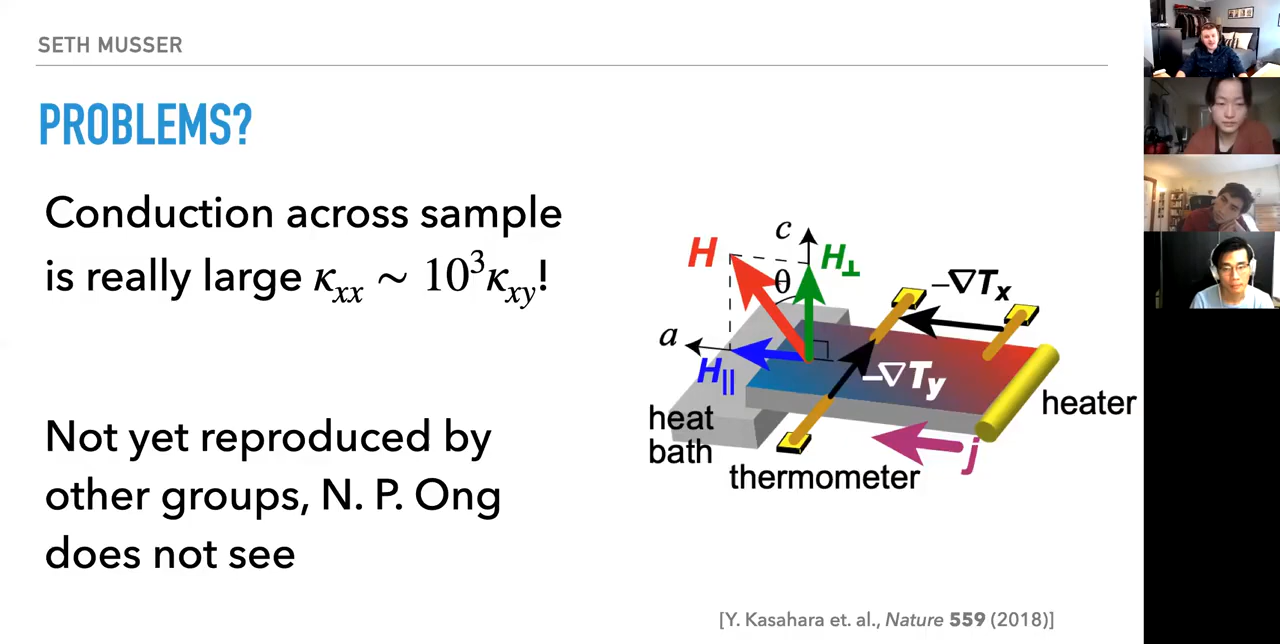 SETH MUSSER
PROBLEMS?
Conduction across sample
is really large κxx ∼ 10³κxy!
Not yet reproduced by
other groups, N. P. Ong
does not see
c
H
H⊥
θ
−∇Tx
a
H||
−∇Ty
heat
bath
heater
j
thermometer
[Y. Kasahara et. al., Nature 559 (2018)]